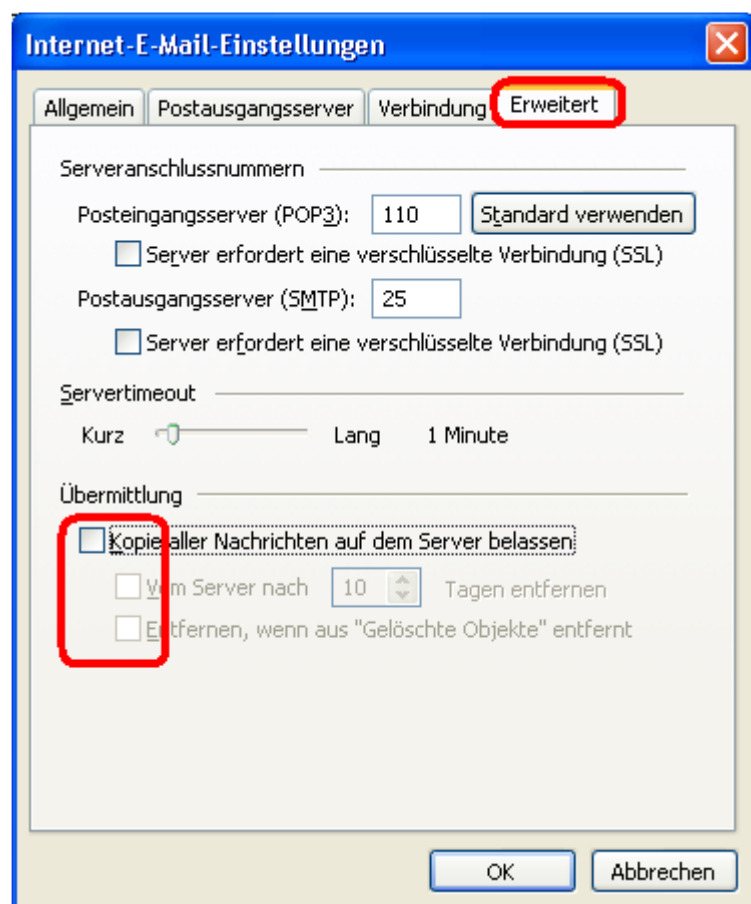 Internet-E-Mail-Einstellungen
Allgemein Postausgangsserver Verbindung Erweitert
Serveranschlussnummern
Posteingangsserver (POP3): 110 Standard verwenden
Server erfordert eine verschlüsselte Verbindung (SSL)
Postausgangsserver (SMTP): 25
Server erfordert eine verschlüsselte Verbindung (SSL)
Servertimeout
Kurz Lang 1 Minute
Übermittlung
Kopie aller Nachrichten auf dem Server belassen
Vom Server nach 10 Tagen entfernen
Entfernen, wenn aus "Gelöschte Objekte" entfernt
OK Abbrechen